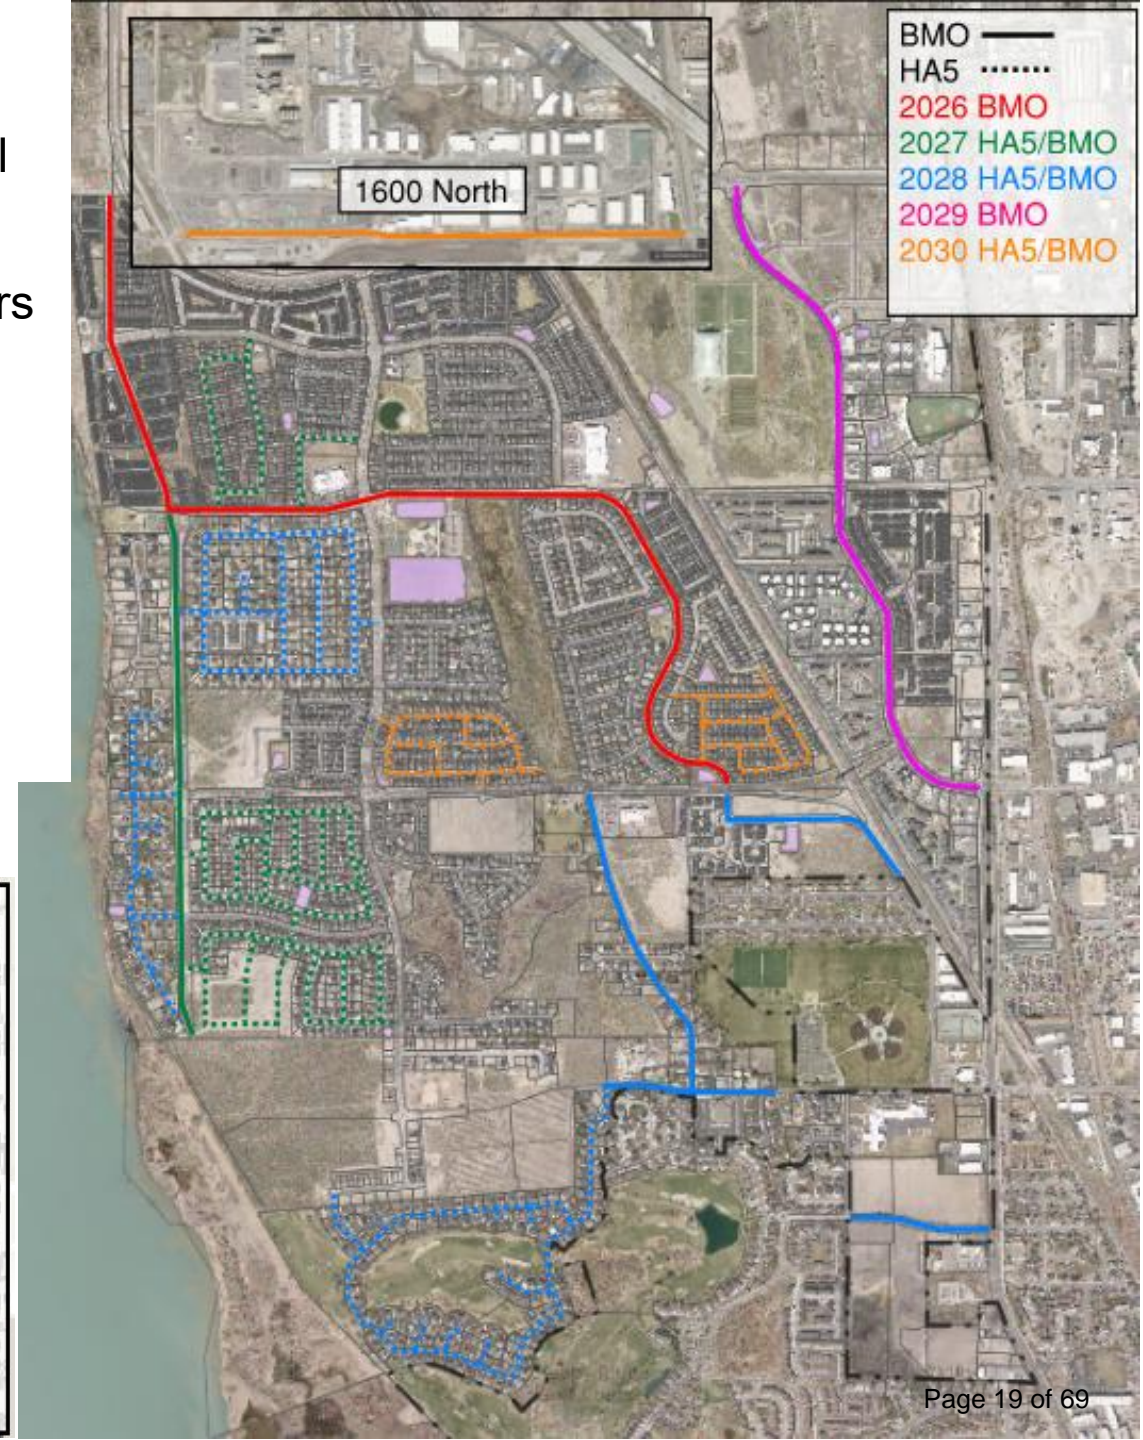 l
rs
1600 North
BMO
HA5
2026 BMO
2027 HA5/BMO
2028 HA5/BMO
2029 BMO
2030 HA5/BMO
Page 19 of 69